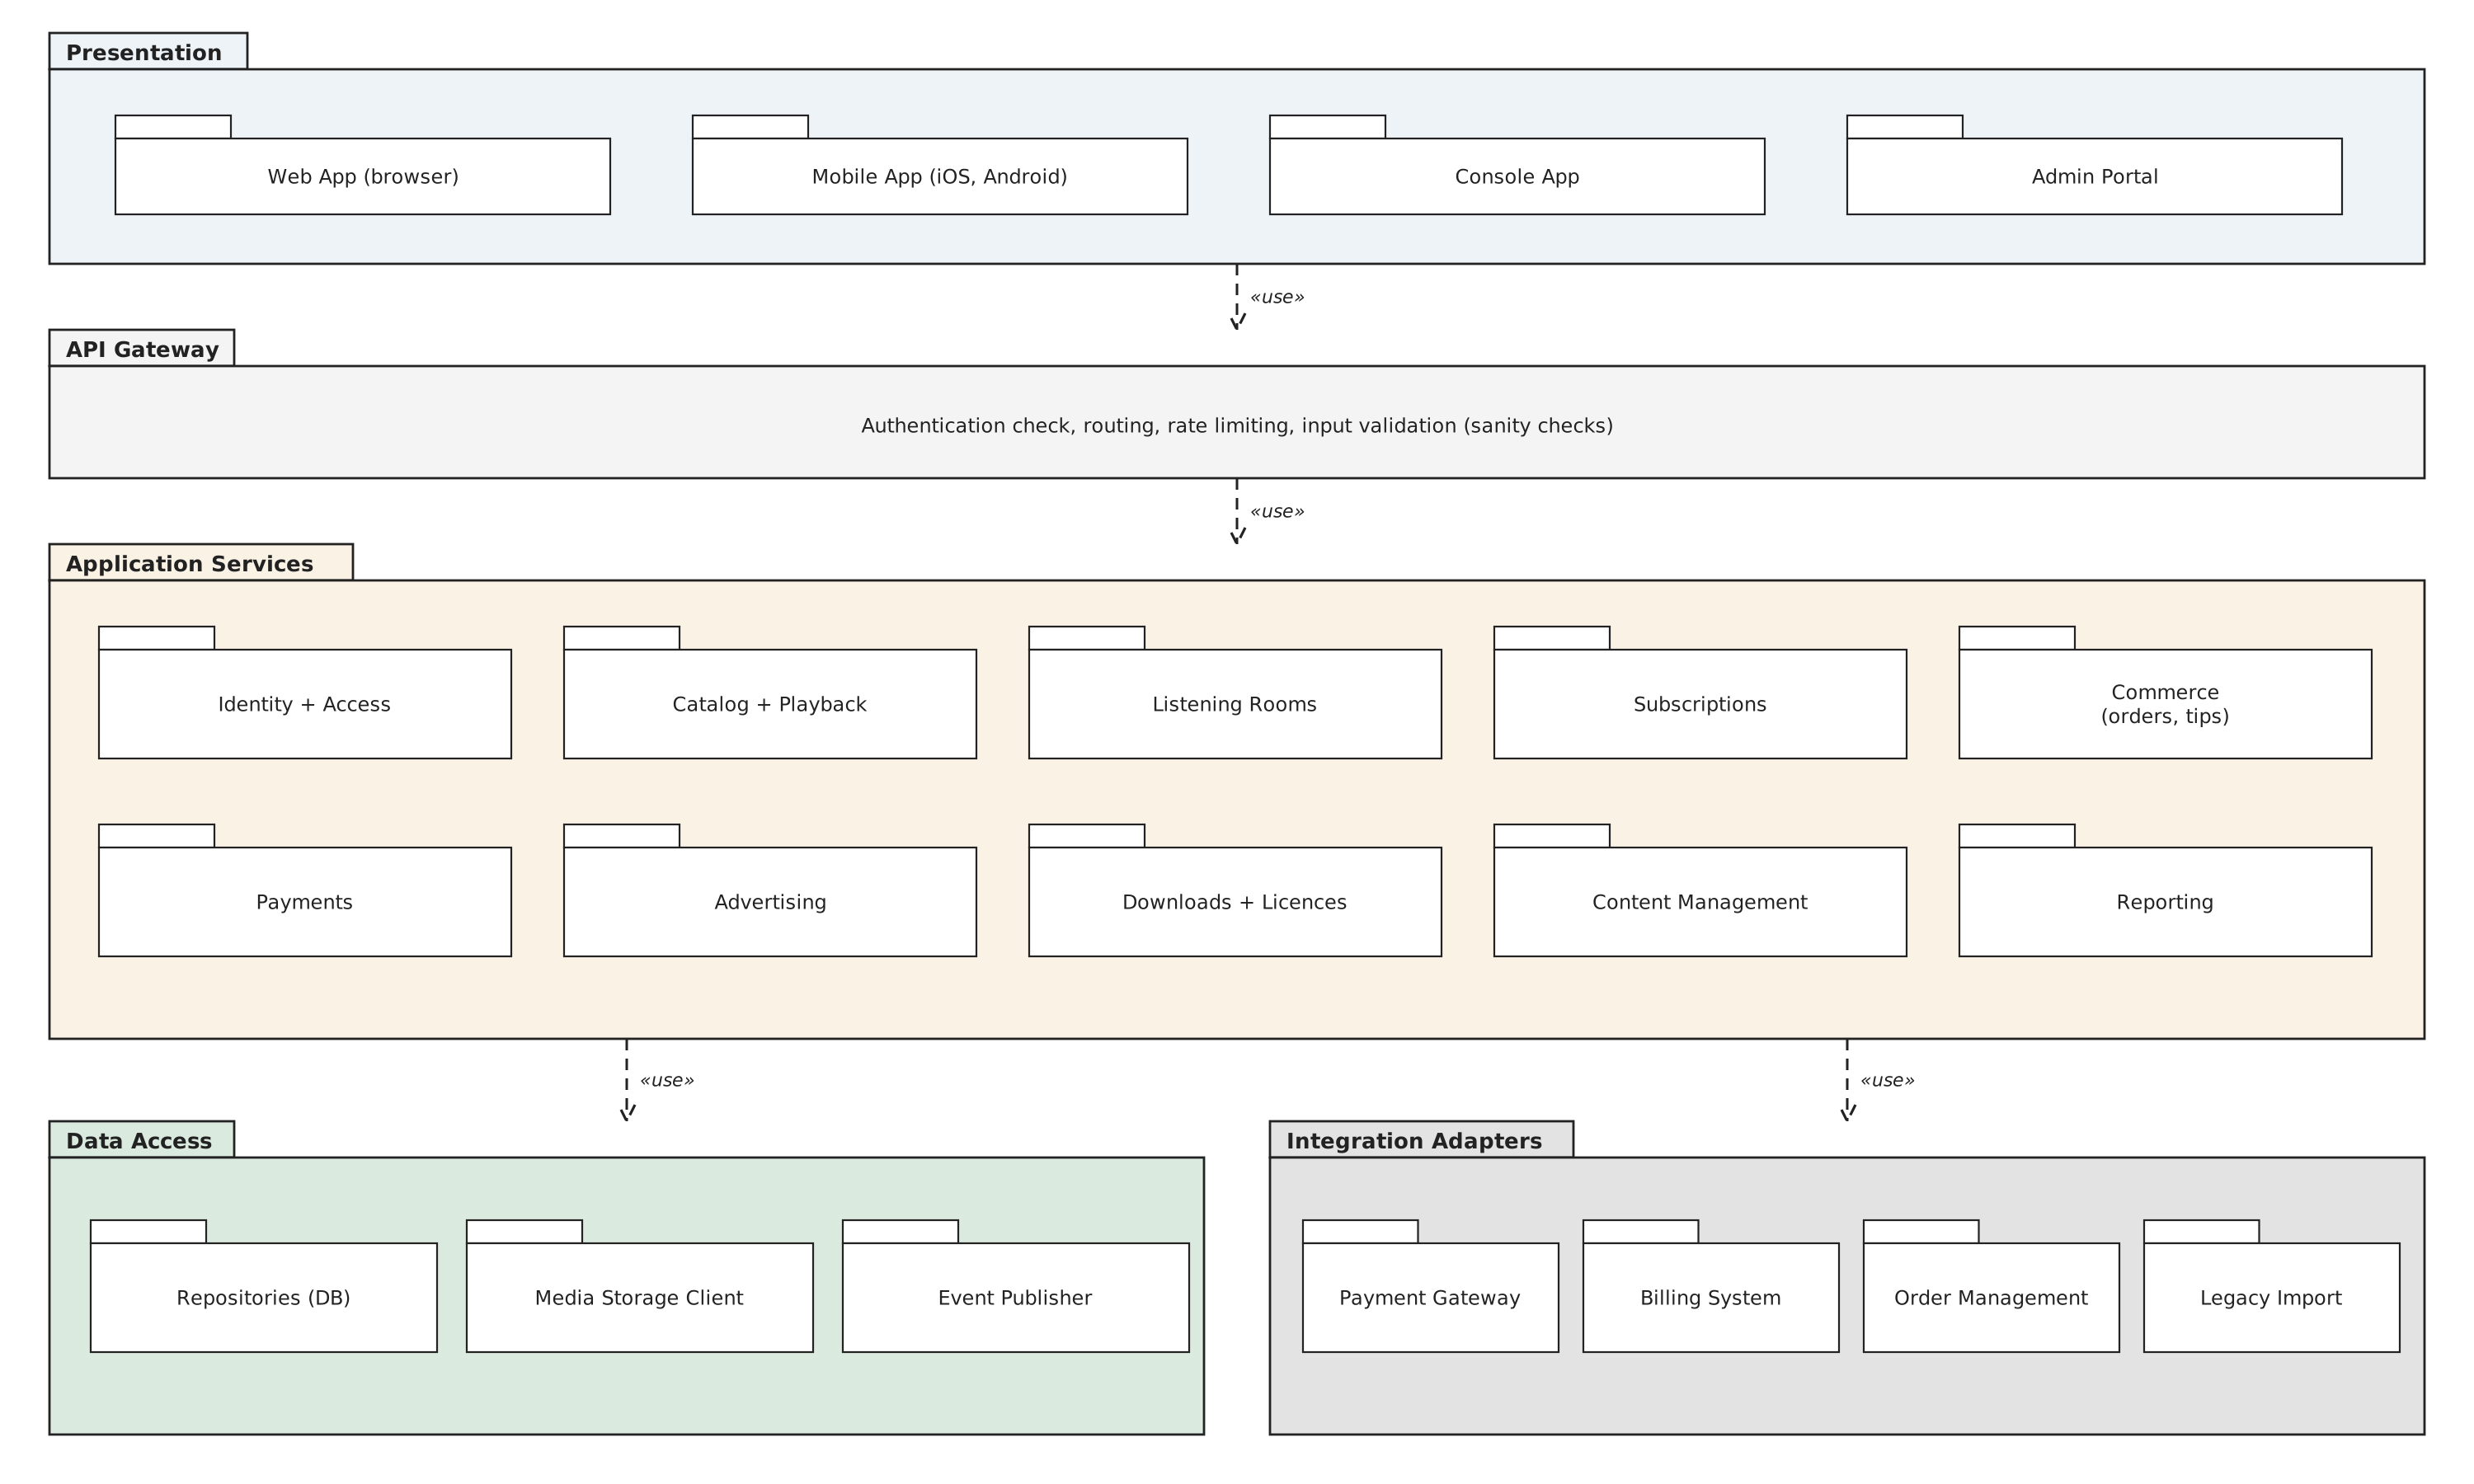 Presentation
Web App (browser)
Mobile App (iOS, Android)
Console App
Admin Portal
«use»
API Gateway
Authentication check, routing, rate limiting, input validation (sanity checks)
«use»
Application Services
Identity + Access
Catalog + Playback
Listening Rooms
Subscriptions
Commerce
(orders, tips)
Payments
Advertising
Downloads + Licences
Content Management
Reporting
«use»
«use»
Data Access
Integration Adapters
Repositories (DB)
Media Storage Client
Event Publisher
Payment Gateway
Billing System
Order Management
Legacy Import